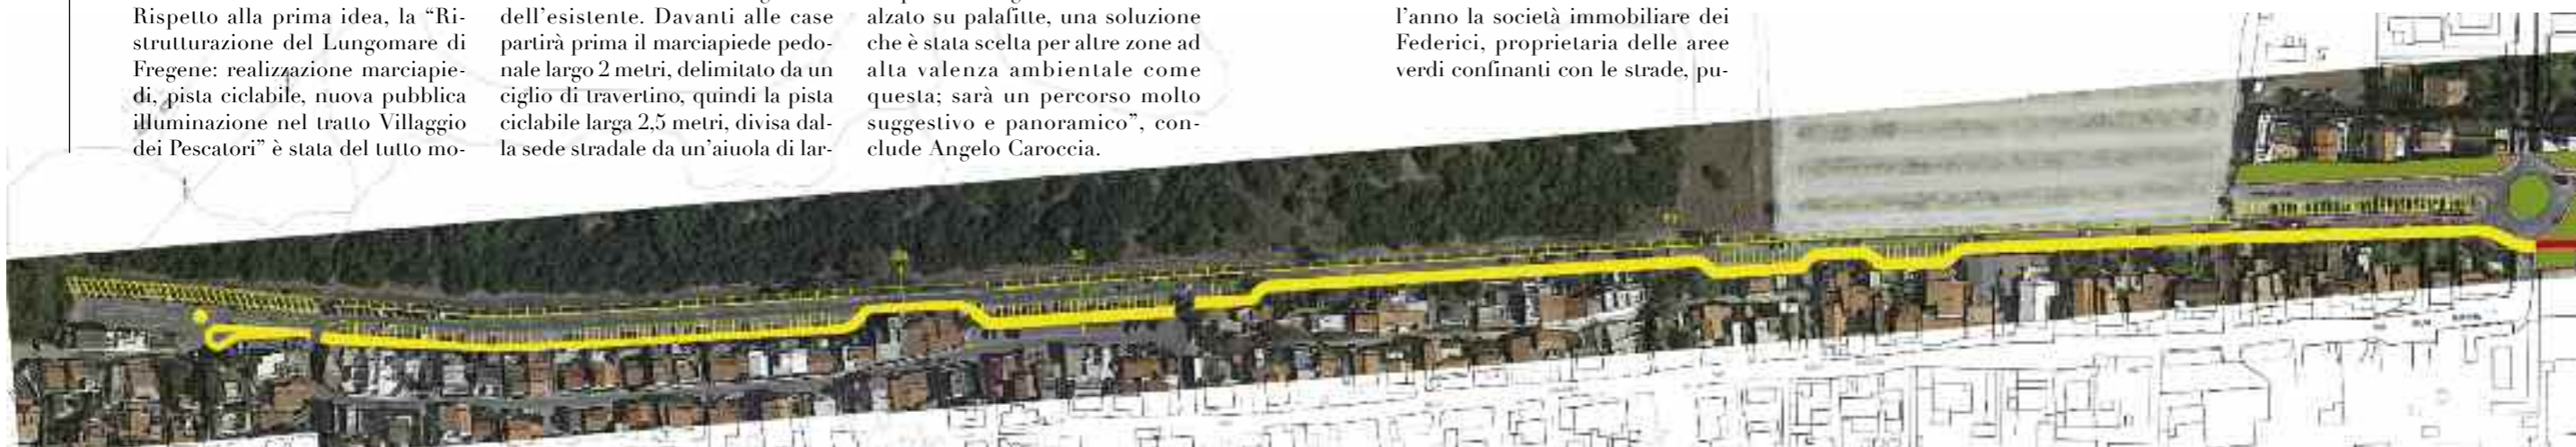 Rispetto alla prima idea, la “Ri-
strutturazione del Lungomare di
Fregene: realizzazione marciapie-
di, pista ciclabile, nuova pubblica
illuminazione nel tratto Villaggio
dei Pescatori” è stata del tutto mo-
dell’esistente. Davanti alle case
partirà prima il marciapiede pedo-
nale largo 2 metri, delimitato da un
ciglio di travertino, quindi la pista
ciclabile larga 2,5 metri, divisa dal-
la sede stradale da un’aiuola di lar-
alzato su palafitte, una soluzione
che è stata scelta per altre zone ad
alta valenza ambientale come
questa; sarà un percorso molto
suggestivo e panoramico”, con-
clude Angelo Caroccia.
l’anno la società immobiliare dei
Federici, proprietaria delle aree
verdi confinanti con le strade, pu-